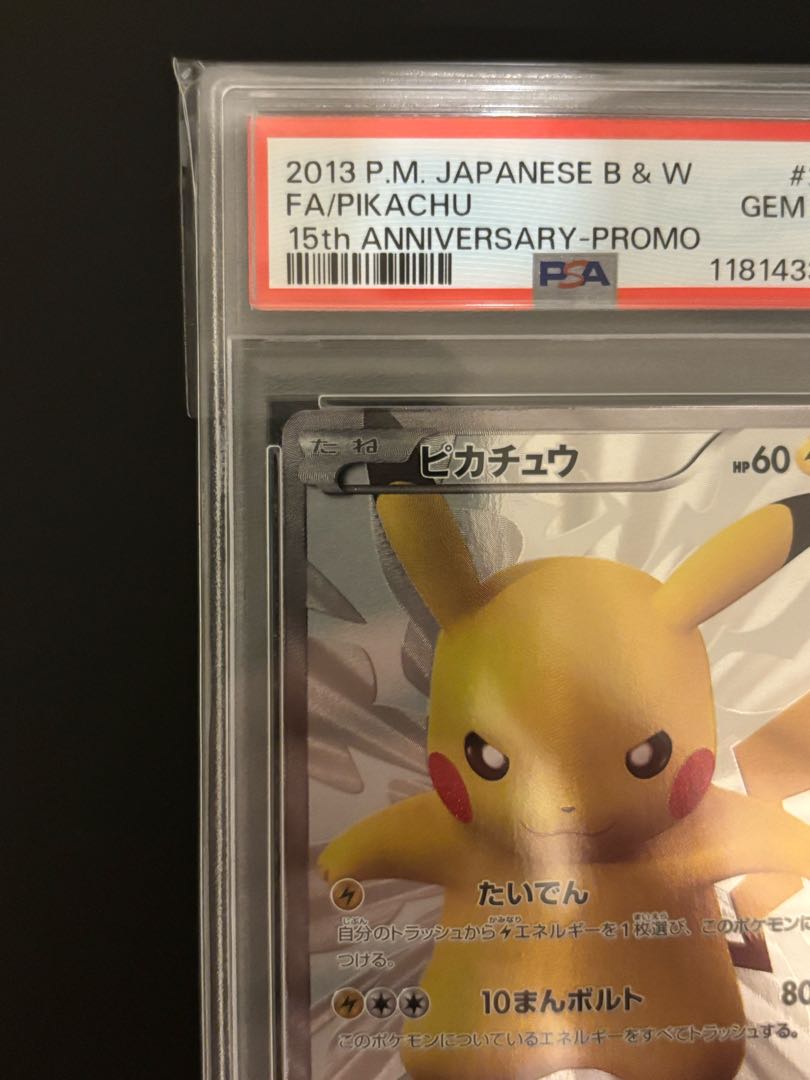 2013 P.M. JAPANESE B & W #
FA/PIKACHU GEM
15th ANNIVERSARY-PROMO
PSA 1181433
たね ピカチュウ HP60
たいでん
自分のトラッシュからエネルギーを1枚選び、このポケモンに
つける。
10まんボルト 80
このポケモンについているエネルギーをすべてトラッシュする。